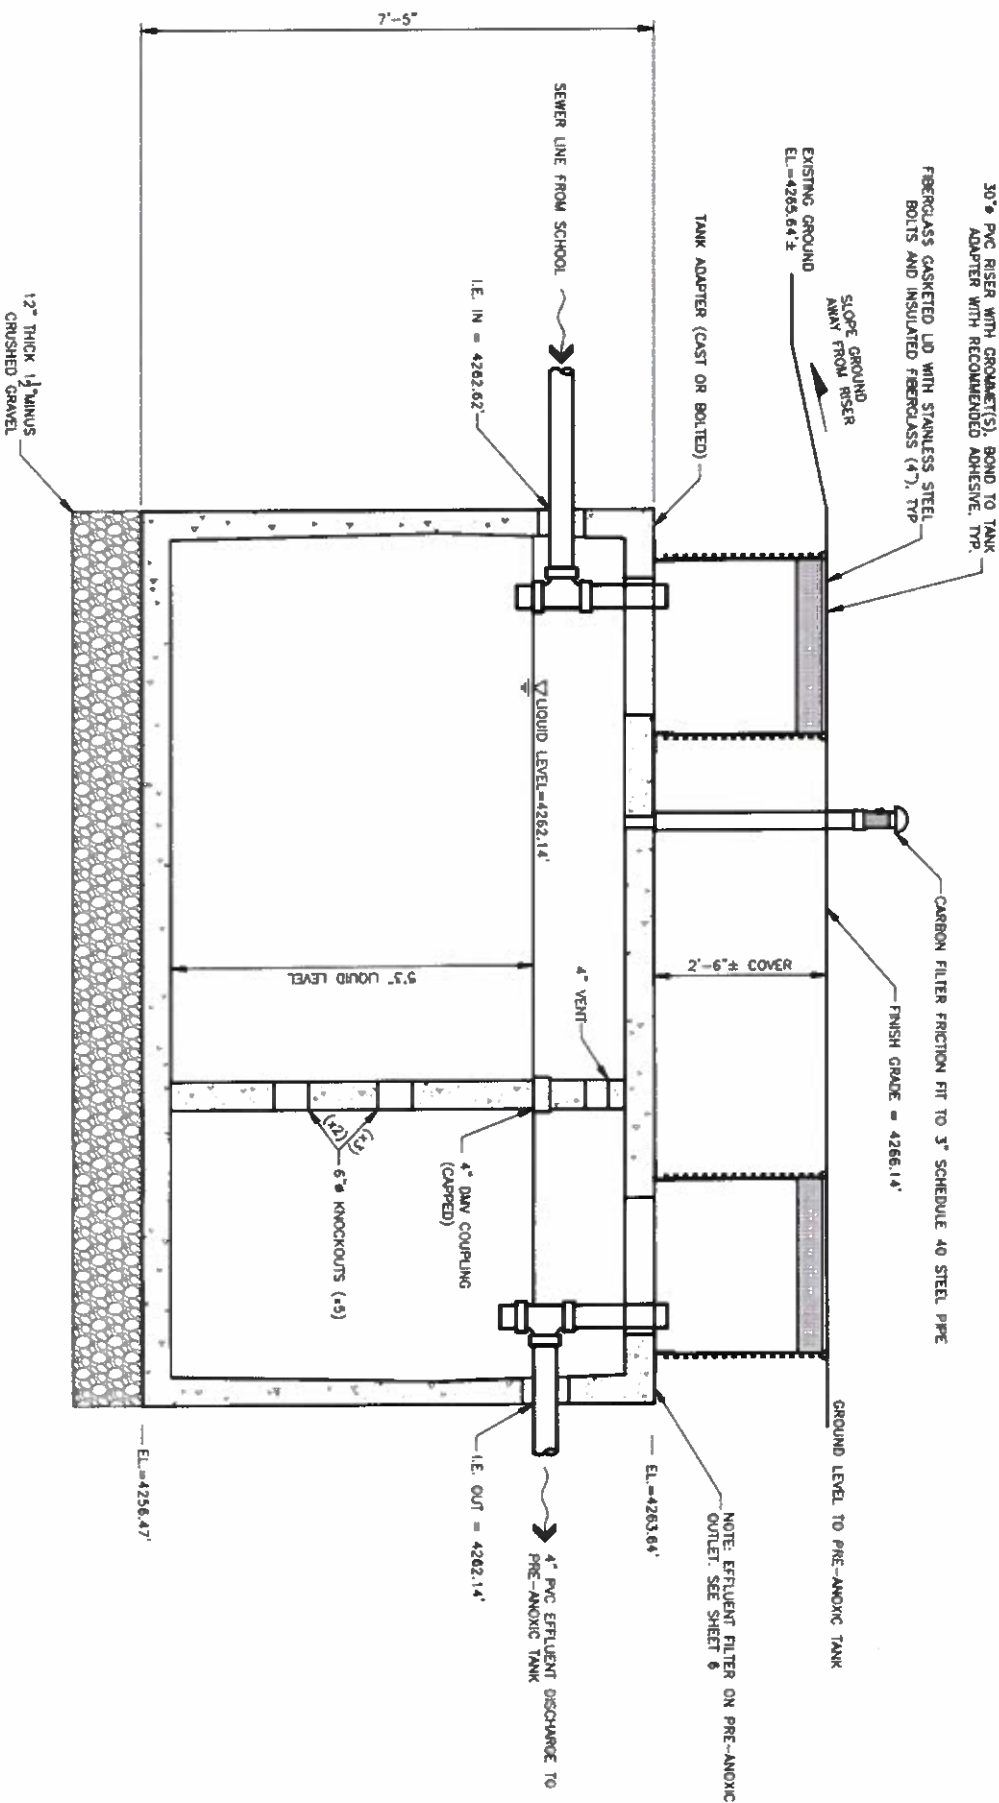 30"ø PVC RISER WITH GROMMET(S). BOND TO TANK
ADAPTER WITH RECOMMENDED ADHESIVE, TYP.
FIBERGLASS GASKETED LID WITH STAINLESS STEEL
BOLTS AND INSULATED FIBERGLASS (4"), TYP
EXISTING GROUND
EL.=4265.64'±
SLOPE GROUND
AWAY FROM RISER
TANK ADAPTER (CAST OR BOLTED)
SEWER LINE FROM SCHOOL
I.E. IN = 4262.62'
7'-5"
12" THICK 1½" MINUS
CRUSHED GRAVEL
CARBON FILTER FRICTION FIT TO 3" SCHEDULE 40 STEEL PIPE
FINISH GRADE = 4266.14'
2'-6"± COVER
LIQUID LEVEL=4262.14'
5'3" LIQUID LEVEL
4" VENT
4" DMV COUPLING
(CAPPED)
(x3)
(x2)
6"ø KNOCKOUTS (x5)
GROUND LEVEL TO PRE-ANOXIC TANK
NOTE: EFFLUENT FILTER ON PRE-ANOXIC
OUTLET. SEE SHEET 6
EL.=4263.64'
4" PVC EFFLUENT DISCHARGE TO
PRE-ANOXIC TANK
I.E. OUT = 4262.14'
EL.=4256.47'